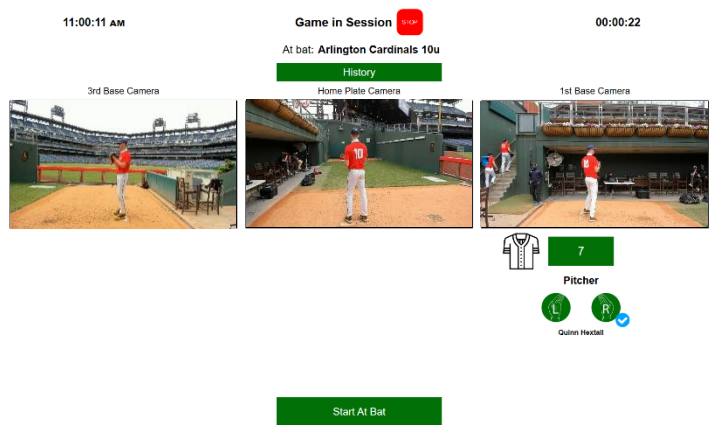 11:00:11 AM
Game in Session STOP
00:00:22
At bat: Arlington Cardinals 10u
History
3rd Base Camera
Home Plate Camera
1st Base Camera
10
7
Pitcher
L
R
Quinn Hextall
Start At Bat